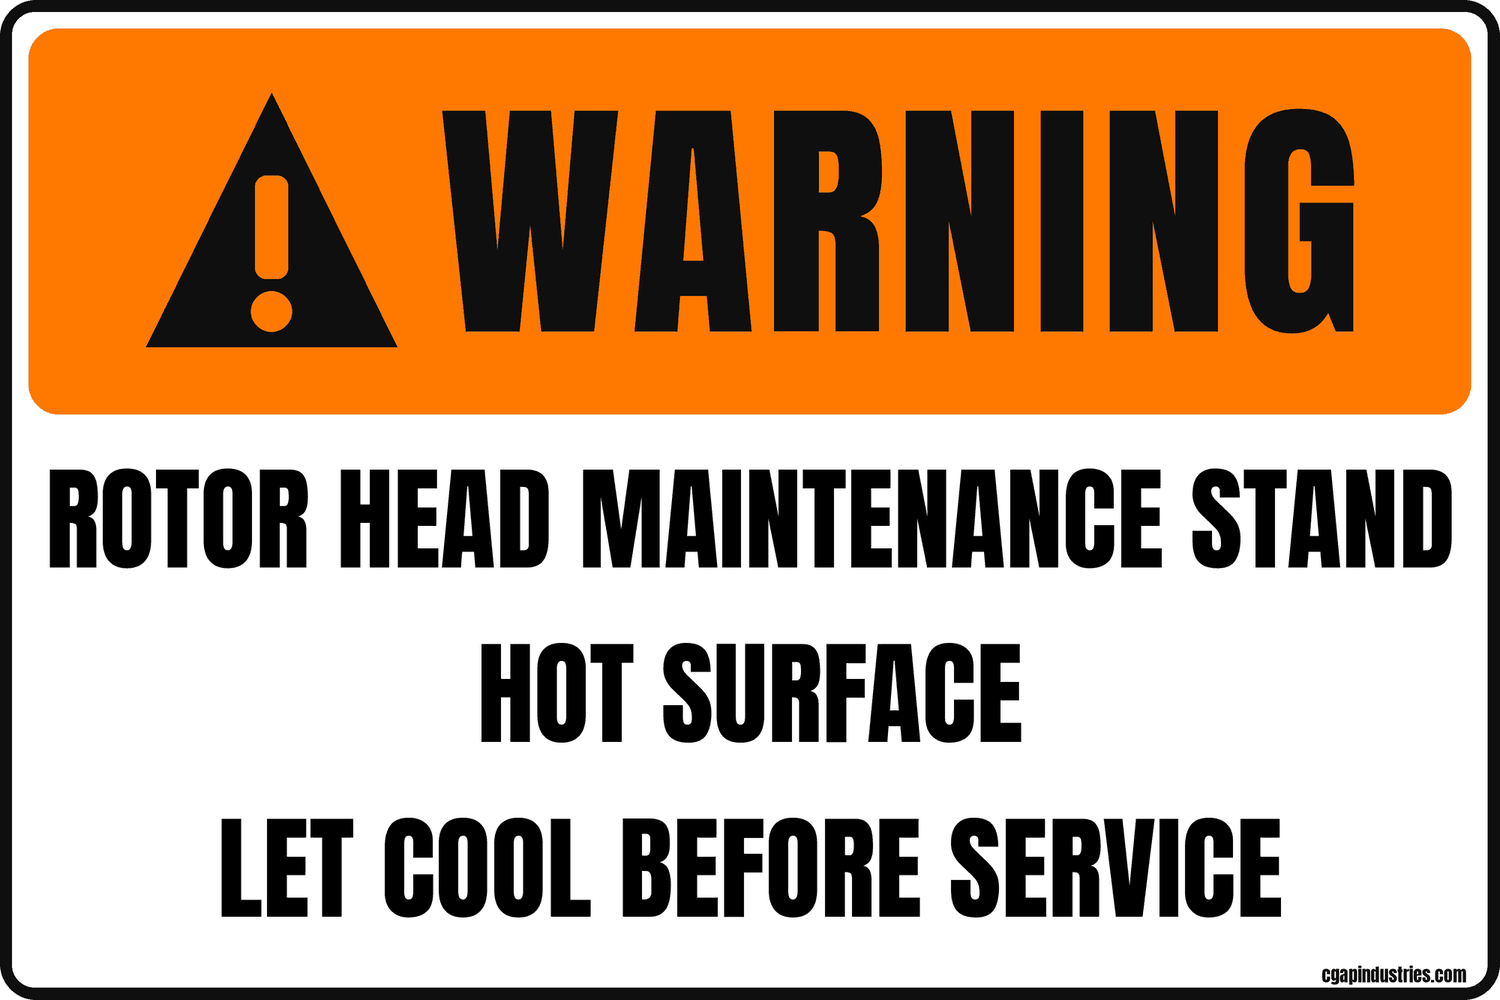 WARNING
ROTOR HEAD MAINTENANCE STAND
HOT SURFACE
LET COOL BEFORE SERVICE
cgapindustries.com